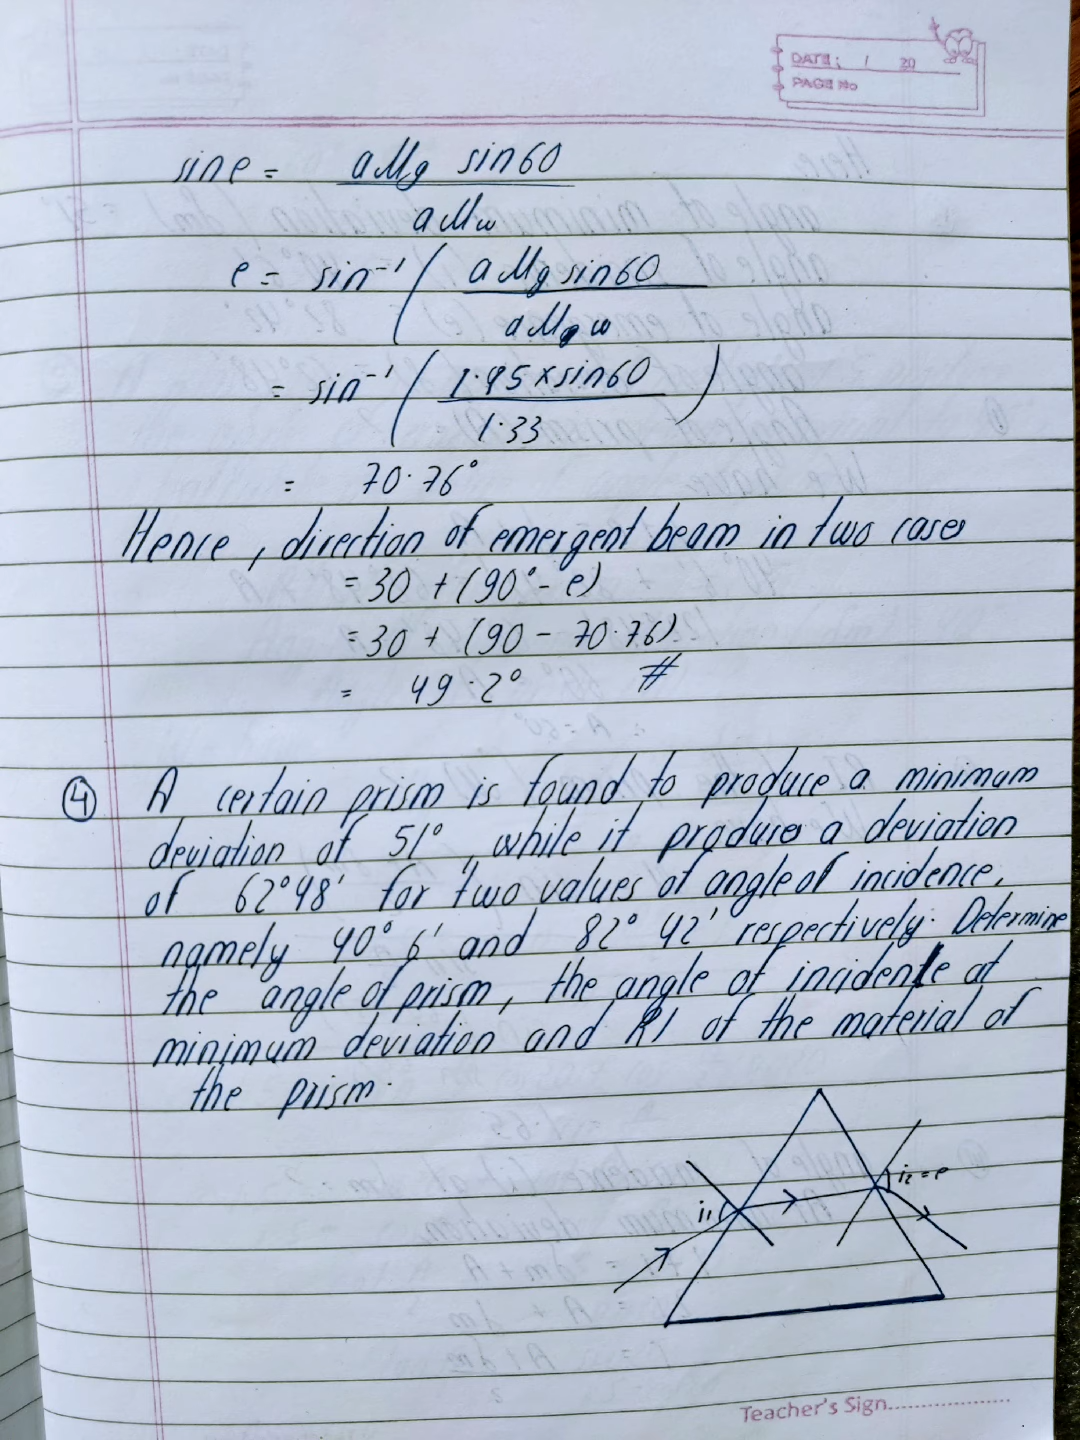 DATE: / 20
PAGE No
sin e = aμg sin60
aμw
e = sin⁻¹ ( aμg sin60
aμw
= sin⁻¹ ( 1.45 x sin60 )
1.33
= 70.76°
Hence, direction of emergent beam in two cases
= 30 + (90° - e)
= 30 + (90 - 70.76)
= 49.2° #
④ A certain prism is found to produce a minimum
deviation of 51°, while it produces a deviation
of 62°48' for two values of angle of incidence,
namely 40°6' and 82°42' respectively. Determine
the angle of prism, the angle of incidence at
minimum deviation and RI of the material of
the prism.
i₁
i₂=e
Teacher's Sign....................